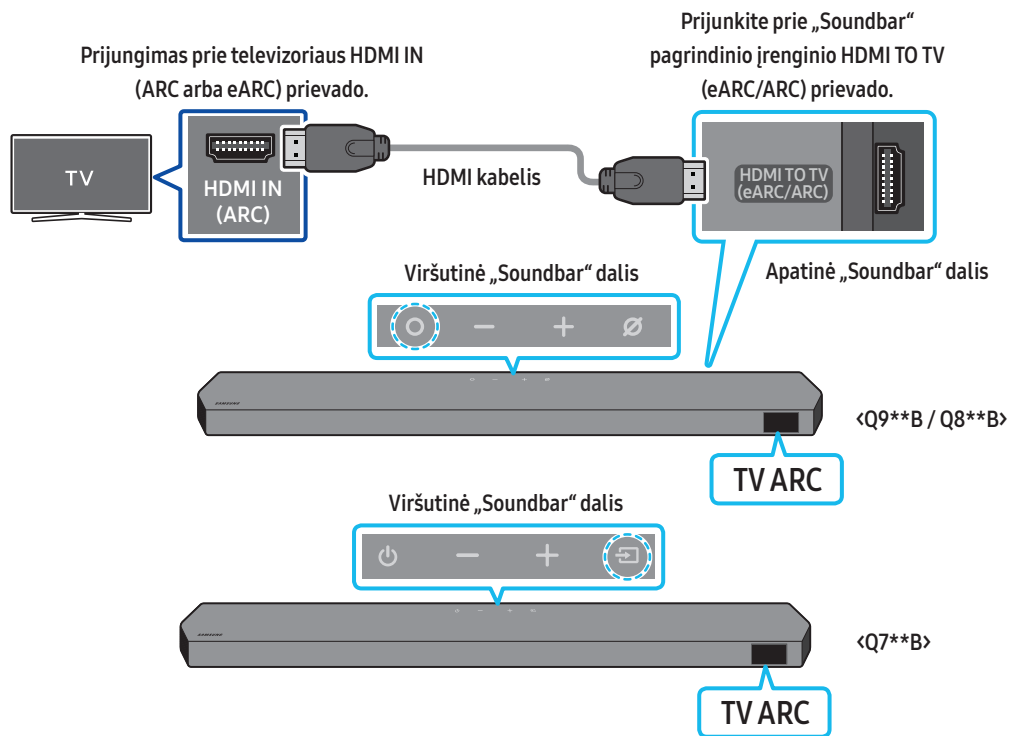 Prijungimas prie televizoriaus HDMI IN
(ARC arba eARC) prievado.
Prijunkite prie „Soundbar“
pagrindinio įrenginio HDMI TO TV
(eARC/ARC) prievado.
TV
HDMI IN
(ARC)
HDMI kabelis
HDMI TO TV
(eARC/ARC)
Viršutinė „Soundbar“ dalis
Apatinė „Soundbar“ dalis
SAMSUNG
<Q9**B / Q8**B>
TV ARC
Viršutinė „Soundbar“ dalis
SAMSUNG
<Q7**B>
TV ARC